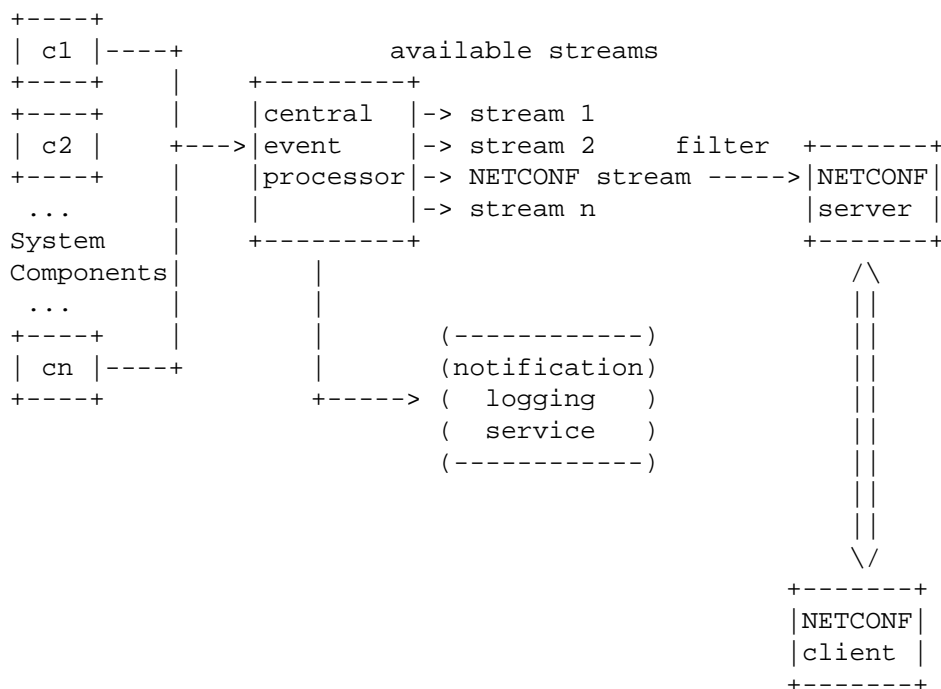 +----+
| c1 |----+             available streams
+----+    |    +---------+
+----+    |    |central  |-> stream 1
| c2 |    +--->|event    |-> stream 2     filter  +-------+
+----+    |    |processor|-> NETCONF stream ----->|NETCONF|
 ...      |    |         |-> stream n             |server |
System    |    +---------+                        +-------+
Components|        |                                 /\
 ...      |        |                                 ||
+----+    |        |      (------------)             ||
| cn |----+        |      (notification)             ||
+----+             +-----> (  logging   )             ||
                          (  service   )             ||
                          (------------)             ||
                                                     ||
                                                     ||
                                                     \/
                                                 +-------+
                                                 |NETCONF|
                                                 |client |
                                                 +-------+